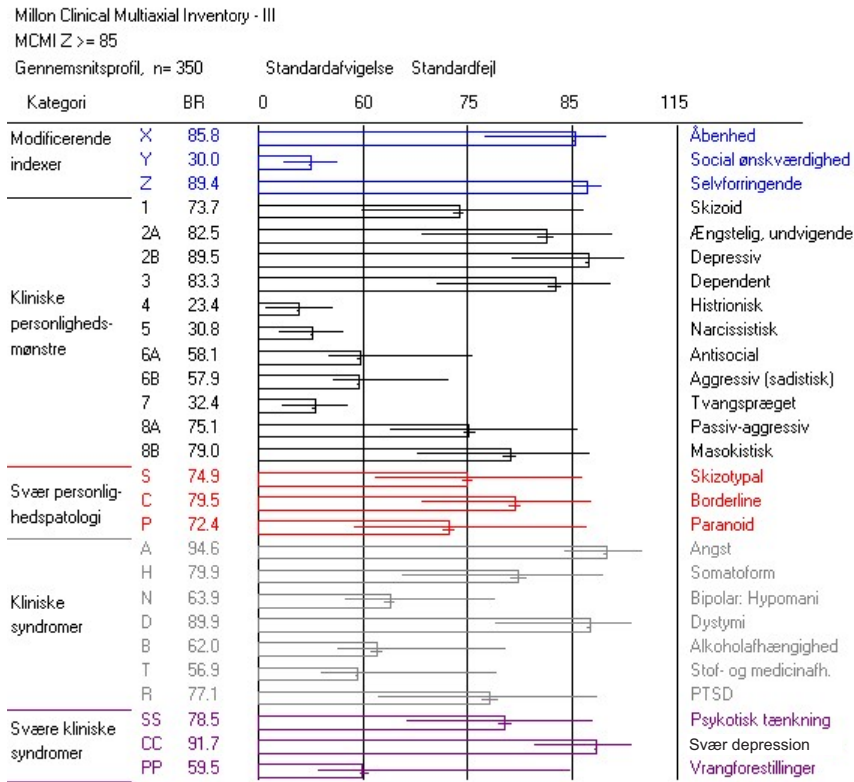 Millon Clinical Multiaxial Inventory - III
MCMI Z >= 85
Gennemsnitsprofil, n= 350 Standardafvigelse Standardfejl
Kategori BR 0 60 75 85 115
Modificerende indexer
X 85.8 Åbenhed
Y 30.0 Social ønskværdighed
Z 89.4 Selvforringende
Kliniske personligheds- mønstre
1 73.7 Skizoid
2A 82.5 Ængstelig, undvigende
2B 89.5 Depressiv
3 83.3 Dependent
4 23.4 Histrionisk
5 30.8 Narcissistisk
6A 58.1 Antisocial
6B 57.9 Aggressiv (sadistisk)
7 32.4 Tvangspræget
8A 75.1 Passiv-aggressiv
8B 79.0 Masokistisk
Svær personlig- hedspatologi
S 74.9 Skizotypal
C 79.5 Borderline
P 72.4 Paranoid
Kliniske syndromer
A 94.6 Angst
H 79.9 Somatoform
N 63.9 Bipolar: Hypomani
D 89.9 Dystymi
B 62.0 Alkoholafhængighed
T 56.9 Stof- og medicinafh.
R 77.1 PTSD
Svære kliniske syndromer
SS 78.5 Psykotisk tænkning
CC 91.7 Svær depression
PP 59.5 Vrangforestillinger